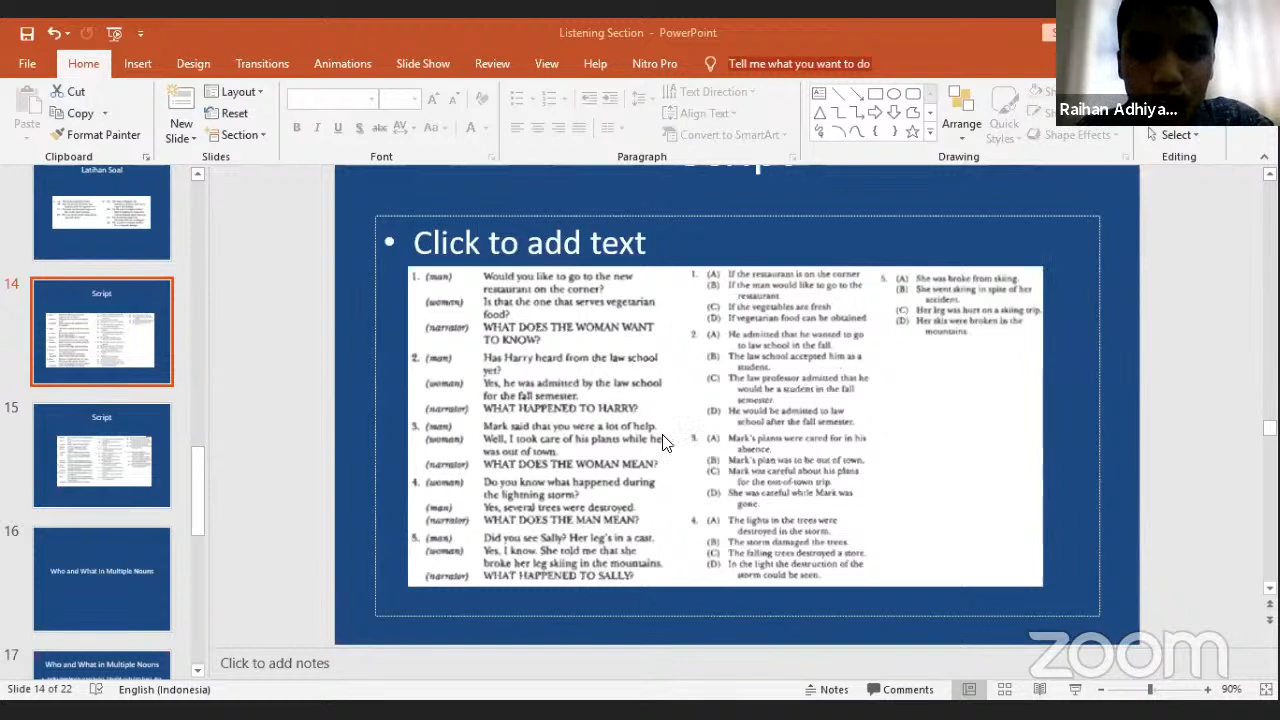 Listening Section - PowerPoint
File Home Insert Design Transitions Animations Slide Show Review View Help Nitro Pro Tell me what you want to do
Raihan Adhiya...
Paste
Cut
Copy
Format Painter
Clipboard
New
Slide
Layout
Reset
Section
Slides
Font
Text Direction
Align Text
Convert to SmartArt
Paragraph
Arrange
Quick
Styles
Shape Effects
Drawing
Select
Editing
Latihan Soal
14
Script
15
Script
16
Who and What in Multiple Nouns
17
Who and What in Multiple Nouns
• Click to add text
1. (man) Would you like to go to the new
restaurant on the corner?
(woman) Is that the one that serves vegetarian
food?
(narrator) WHAT DOES THE WOMAN WANT
TO KNOW?
2. (man) Has Harry heard from the law school
yet?
(woman) Yes, he was admitted by the law school
for the fall semester.
(narrator) WHAT HAPPENED TO HARRY?
3. (man) Mark said that you were a lot of help.
(woman) Well, I took care of his plants while he
was out of town.
(narrator) WHAT DOES THE WOMAN MEAN?
4. (woman) Do you know what happened during
the lightning storm?
(man) Yes, several trees were destroyed.
(narrator) WHAT DOES THE MAN MEAN?
5. (man) Did you see Sally? Her leg's in a cast.
(woman) Yes, I know. She told me that she
broke her leg skiing in the mountains.
(narrator) WHAT HAPPENED TO SALLY?
1. (A) If the restaurant is on the corner
(B) If the man would like to go to the
restaurant
(C) If the vegetables are fresh
(D) If vegetarian food can be obtained
2. (A) He admitted that he wanted to go
to law school in the fall.
(B) The law school accepted him as a
student.
(C) The law professor admitted that he
would be a student in the fall
semester.
(D) He would be admitted to law
school after the fall semester.
3. (A) Mark's plants were cared for in his
absence.
(B) Mark's plan was to be out of town.
(C) Mark was careful about his plans
for the out-of-town trip.
(D) She was careful while Mark was
gone.
4. (A) The lights in the trees were
destroyed in the storm.
(B) The storm damaged the trees.
(C) The falling trees destroyed a store.
(D) In the light the destruction of the
storm could be seen.
5. (A) She was broke from skiing.
(B) She went skiing in spite of her
accident.
(C) Her leg was hurt on a skiing trip.
(D) Her skis were broken in the
mountains.
Click to add notes
zoom
Slide 14 of 22 English (Indonesia) Notes Comments 90%